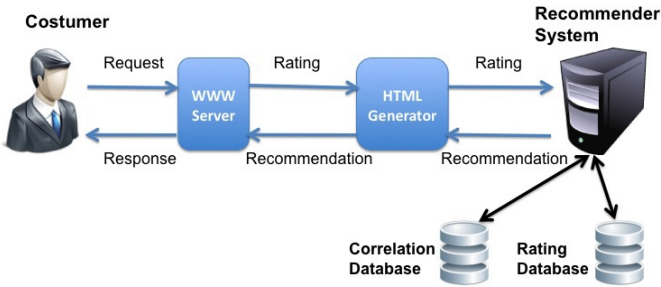 Costumer
Recommender
System
Request
Rating
Rating
WWW
Server
HTML
Generator
Response
Recommendation
Recommendation
Correlation
Database
Rating
Database